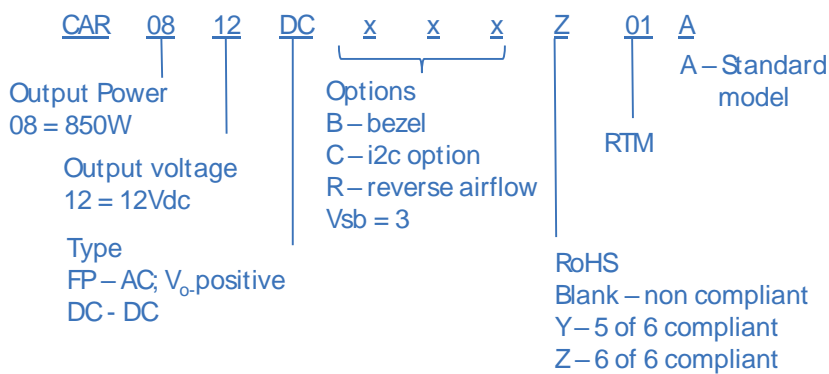 CAR 08 12 DC x x x Z 01 A
A – Standard
model
Output Power
08 = 850W
Options
B – bezel
C – i2c option
R – reverse airflow
Vsb = 3
RTM
Output voltage
12 = 12Vdc
Type
FP – AC; Vo- positive
DC - DC
RoHS
Blank – non compliant
Y – 5 of 6 compliant
Z – 6 of 6 compliant